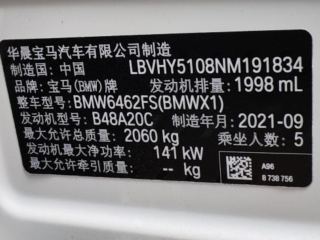 华晨宝马汽车有限公司制造
制造：中国 LBVHY5108NM191834
品牌：宝马(BMW)牌 发动机排量：1998 mL
整车型号：BMW6462FS(BMWX1)
发动机型号：B48A20C 制造年月：2021-09
最大允许总质量：2060 kg 乘坐人数：5
发动机最大净功率：141 kW
最大允许牵引质量：-- kg
A96
8 738 756